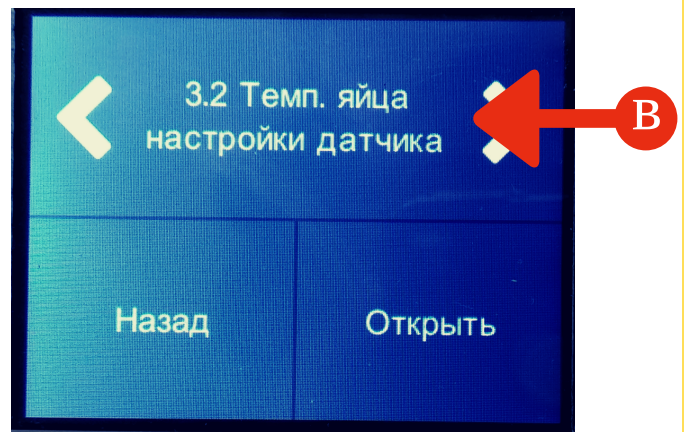 3.2 Темп. яйца
настройки датчика
B
Назад
Открыть